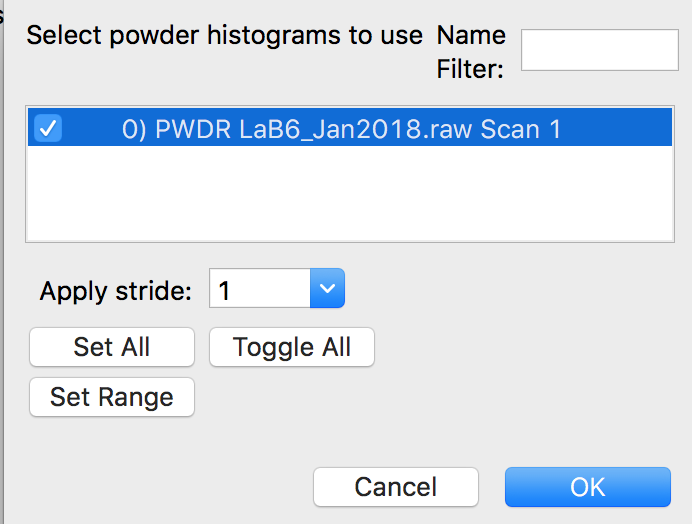 Select powder histograms to use Name
Filter:
0) PWDR LaB6_Jan2018.raw Scan 1
Apply stride: 1
Set All Toggle All
Set Range
Cancel OK